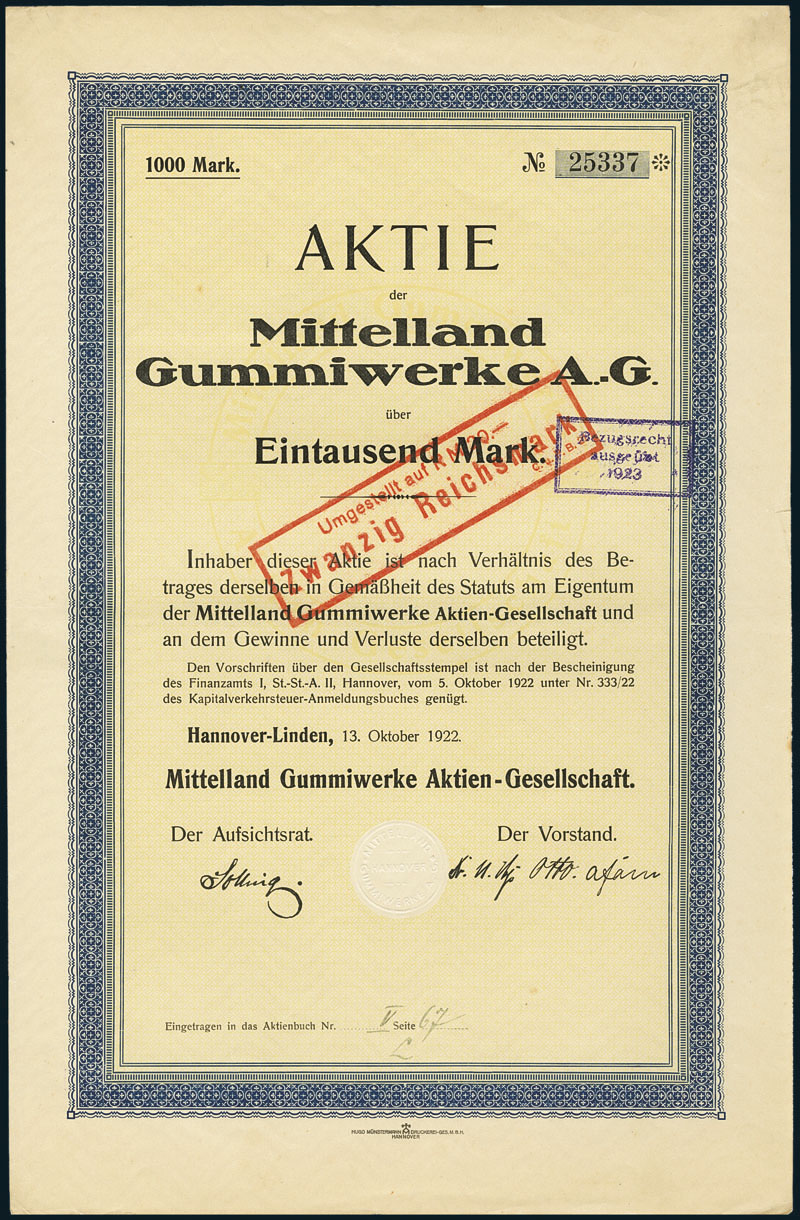 1000 Mark.
№ 25337
AKTIE
der
Mittelland
Gummiwerke A.-G.
über
Eintausend Mark.
Umgestellt auf RM 20.—
Zwanzig Reichsmark
Bezugsrecht
ausgeübt
1923
Inhaber dieser Aktie ist nach Verhältnis des Be-
trages derselben in Gemäßheit des Statuts am Eigentum
der Mittelland Gummiwerke Aktien-Gesellschaft und
an dem Gewinne und Verluste derselben beteiligt.
Den Vorschriften über den Gesellschaftsstempel ist nach der Bescheinigung
des Finanzamts I, St.-St.-A. II, Hannover, vom 5. Oktober 1922 unter Nr. 333/22
des Kapitalverkehrsteuer-Anmeldungsbuches genügt.
Hannover-Linden, 13. Oktober 1922.
Mittelland Gummiwerke Aktien-Gesellschaft.
Der Aufsichtsrat.
Der Vorstand.
MITTELLAND
HANNOVER
GUMMIWERKE A.G.
Eingetragen in das Aktienbuch Nr. V Seite 67
HUGO MÜNSTERMANN DRUCKEREI-GES. M. B. H.
HANNOVER